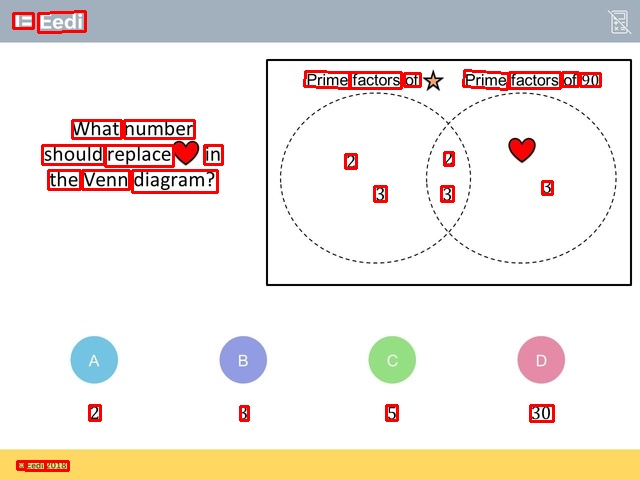 Eedi
Prime factors of
Prime factors of 90
What number
should replace in
the Venn diagram?
2
2
3
3
3
A
B
C
D
2
3
5
30
© Eedi 2018